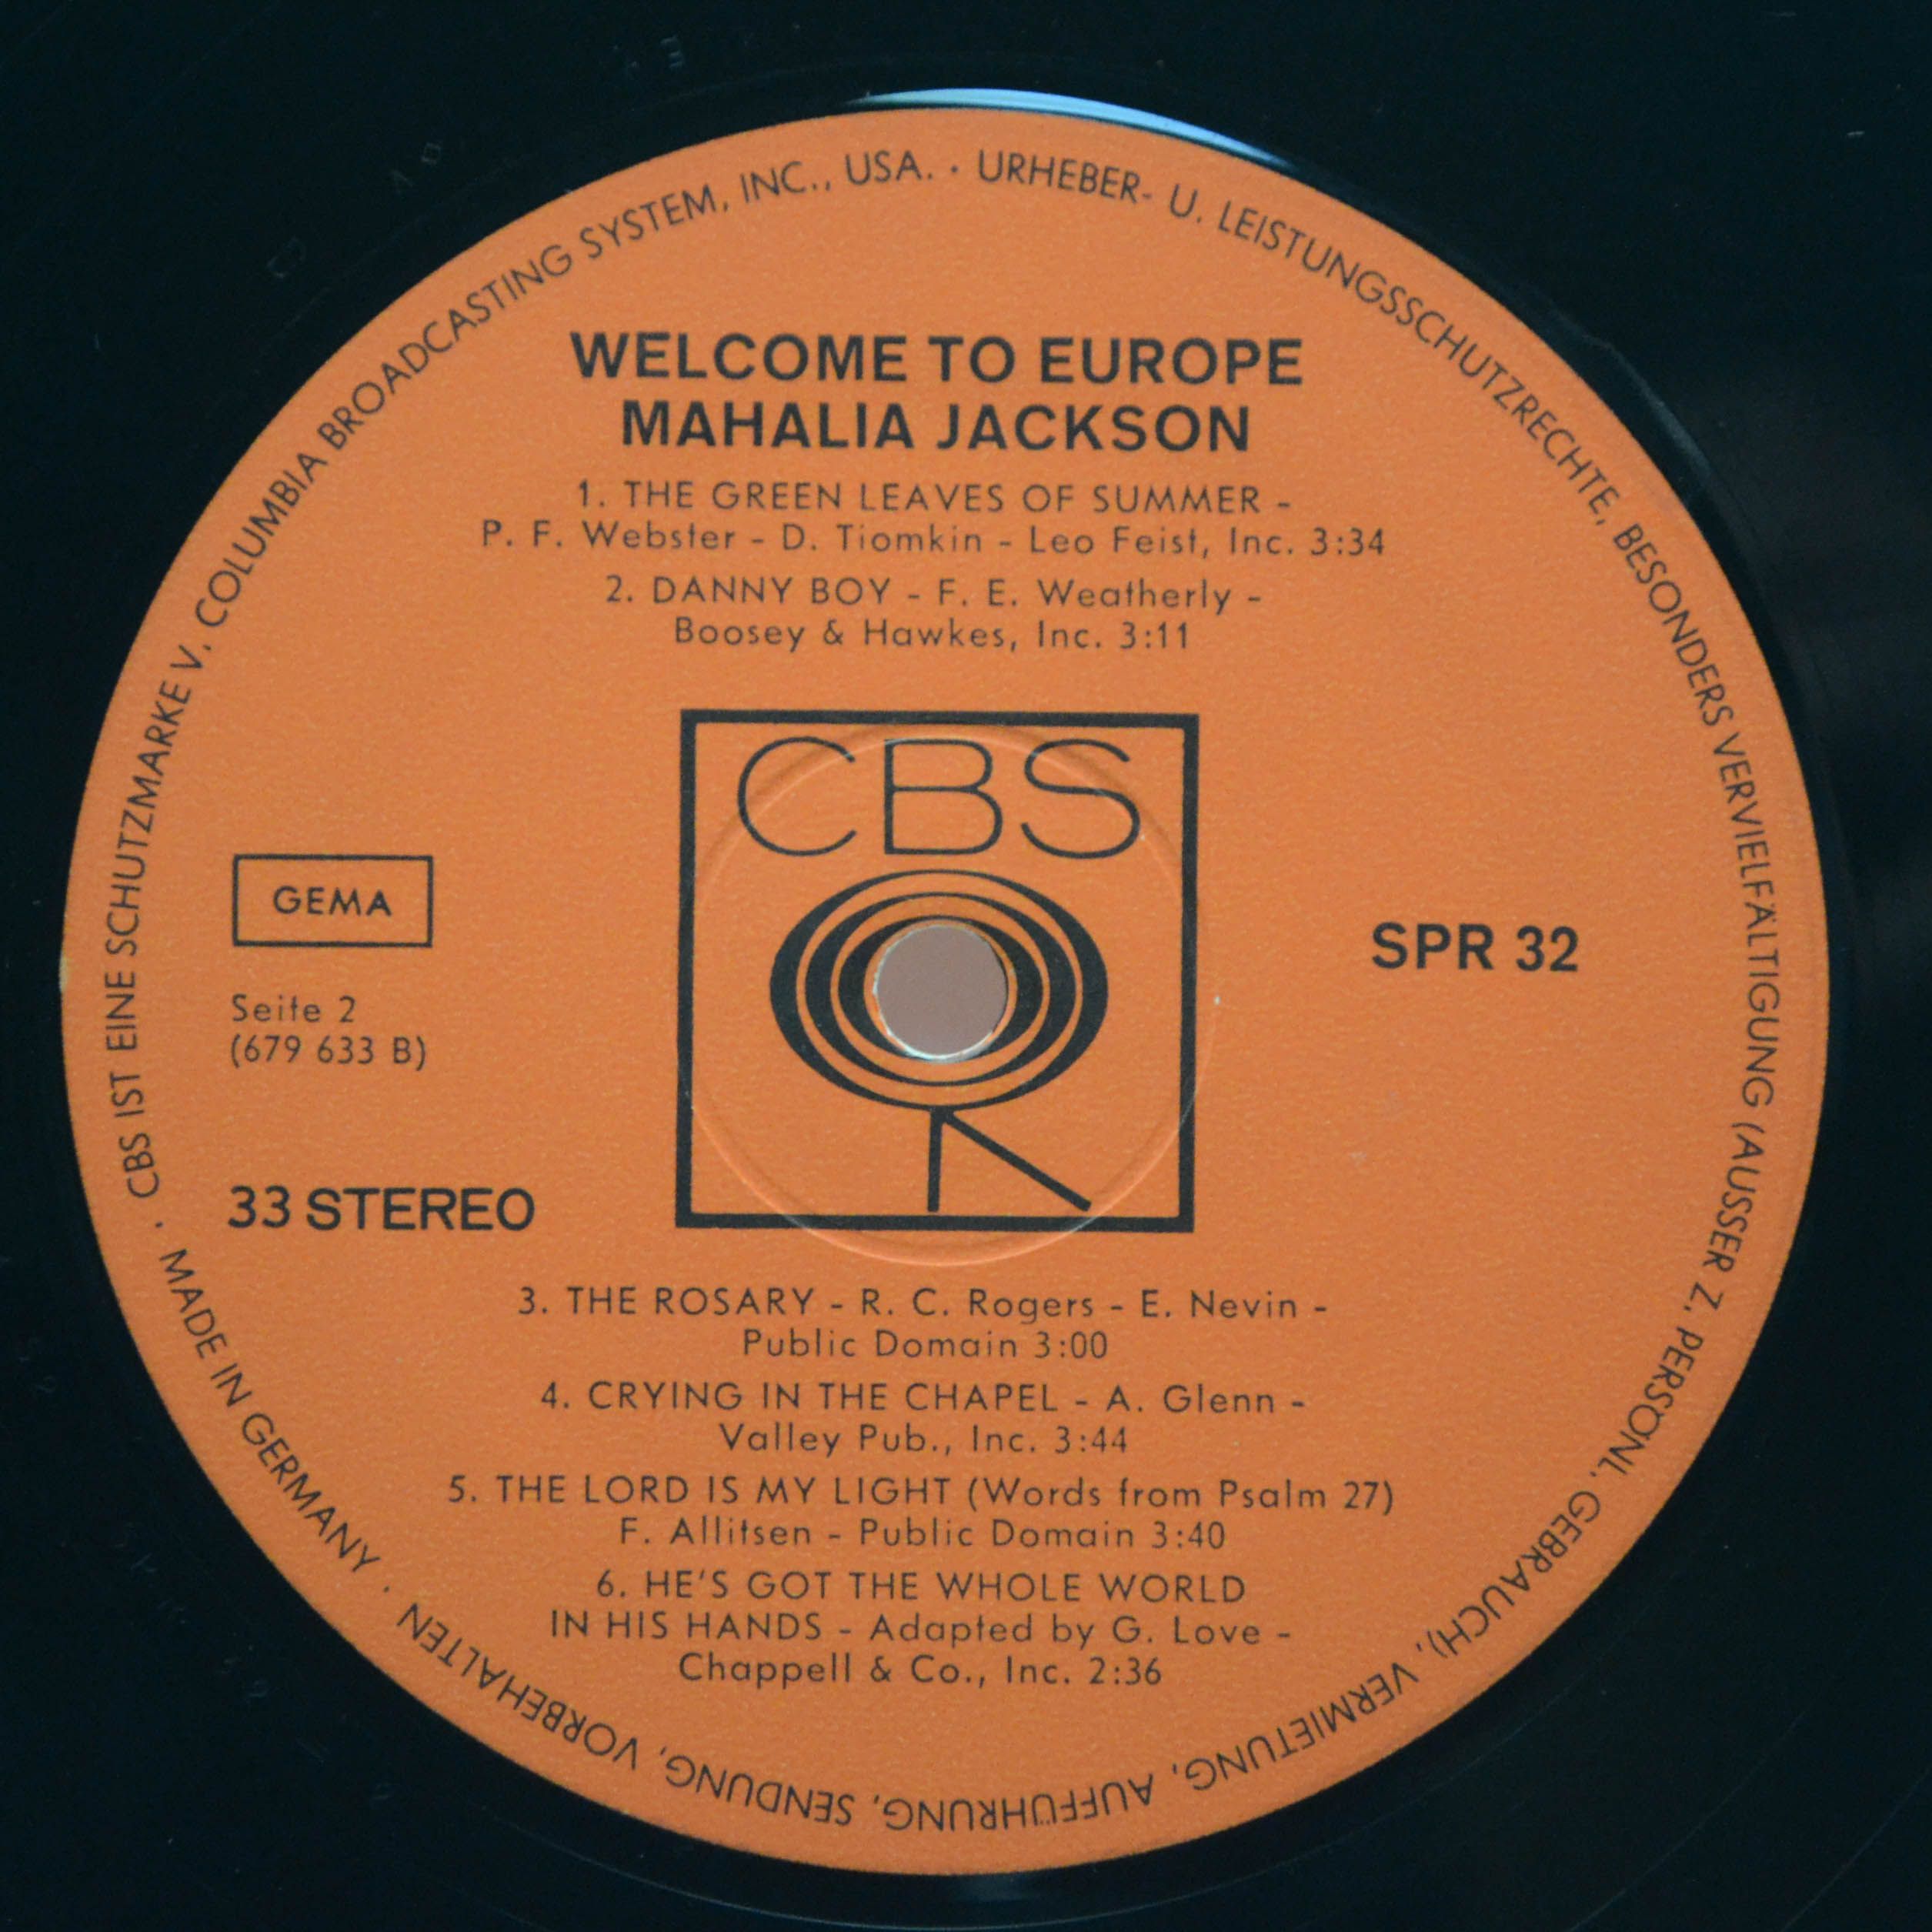 WELCOME TO EUROPE
MAHALIA JACKSON
1. THE GREEN LEAVES OF SUMMER -
P. F. Webster - D. Tiomkin - Leo Feist, Inc. 3:34
2. DANNY BOY - F. E. Weatherly -
Boosey & Hawkes, Inc. 3:11
CBS
GEMA
SPR 32
Seite 2
(679 633 B)
33 STEREO
3. THE ROSARY - R. C. Rogers - E. Nevin -
Public Domain 3:00
4. CRYING IN THE CHAPEL - A. Glenn -
Valley Pub., Inc. 3:44
5. THE LORD IS MY LIGHT (Words from Psalm 27)
F. Allitsen - Public Domain 3:40
6. HE'S GOT THE WHOLE WORLD
IN HIS HANDS - Adapted by G. Love -
Chappell & Co., Inc. 2:36
· CBS IST EINE SCHUTZMARKE V. COLUMBIA BROADCASTING SYSTEM, INC., USA. · URHEBER- U. LEISTUNGSSCHUTZRECHTE, BESONDERS VERVIELFÄLTIGUNG (AUSSER Z. PERSÖNL. GEBRAUCH), VERMIETUNG, AUFFÜHRUNG, SENDUNG, VORBEHALTEN · MADE IN GERMANY